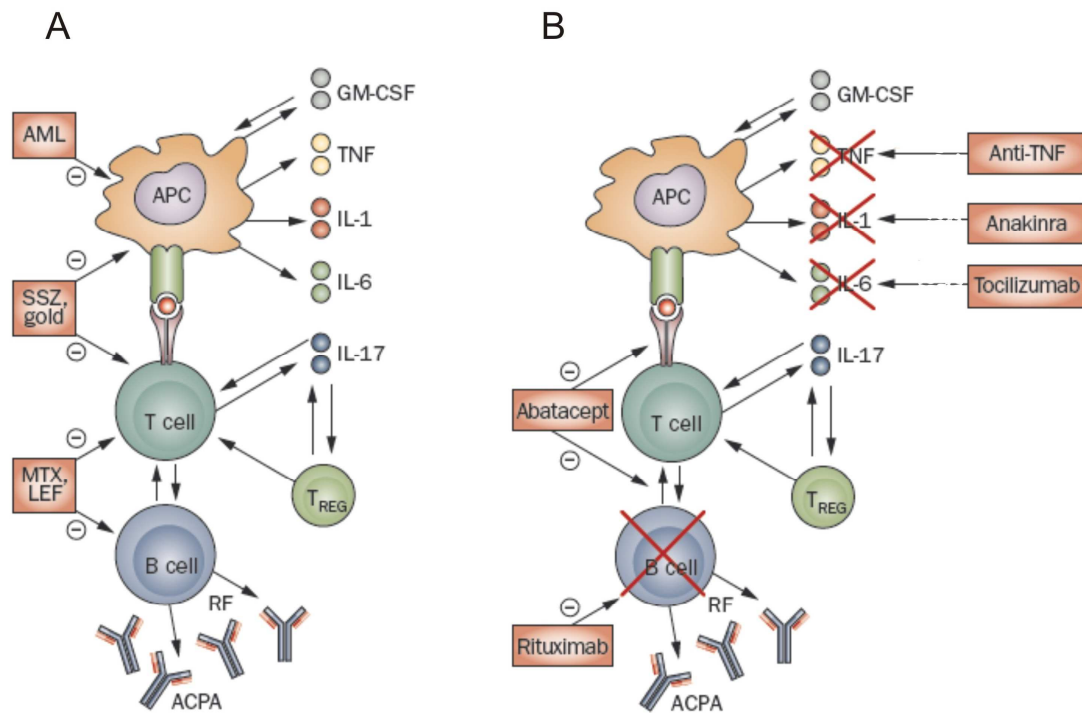 A
GM-CSF
AML
TNF
APC
IL-1
IL-6
SSZ,
gold
IL-17
T cell
MTX,
LEF
TREG
B cell
RF
ACPA
B
GM-CSF
TNF
Anti-TNF
APC
IL-1
Anakinra
IL-6
Tocilizumab
IL-17
Abatacept
T cell
TREG
B cell
RF
Rituximab
ACPA